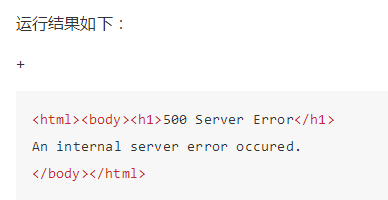 运行结果如下：
+
<html><body><h1>500 Server Error</h1>
An internal server error occured.
</body></html>